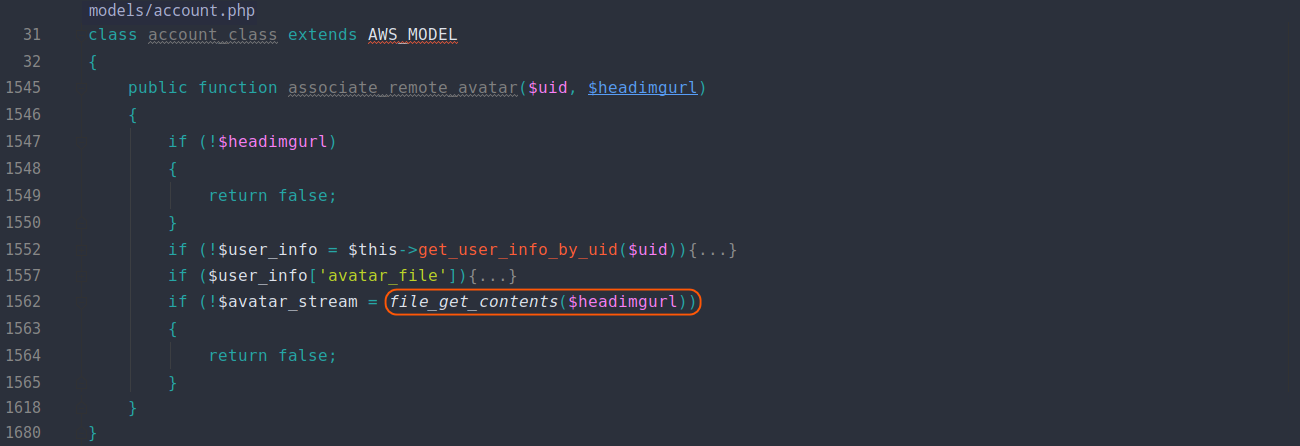 models/account.php
31 class account_class extends AWS_MODEL
32 {
1545 public function associate_remote_avatar($uid, $headimgurl)
1546 {
1547 if (!$headimgurl)
1548 {
1549 return false;
1550 }
1552 if (!$user_info = $this->get_user_info_by_uid($uid)){...}
1557 if ($user_info['avatar_file']){...}
1562 if (!$avatar_stream = file_get_contents($headimgurl))
1563 {
1564 return false;
1565 }
1618 }
1680 }